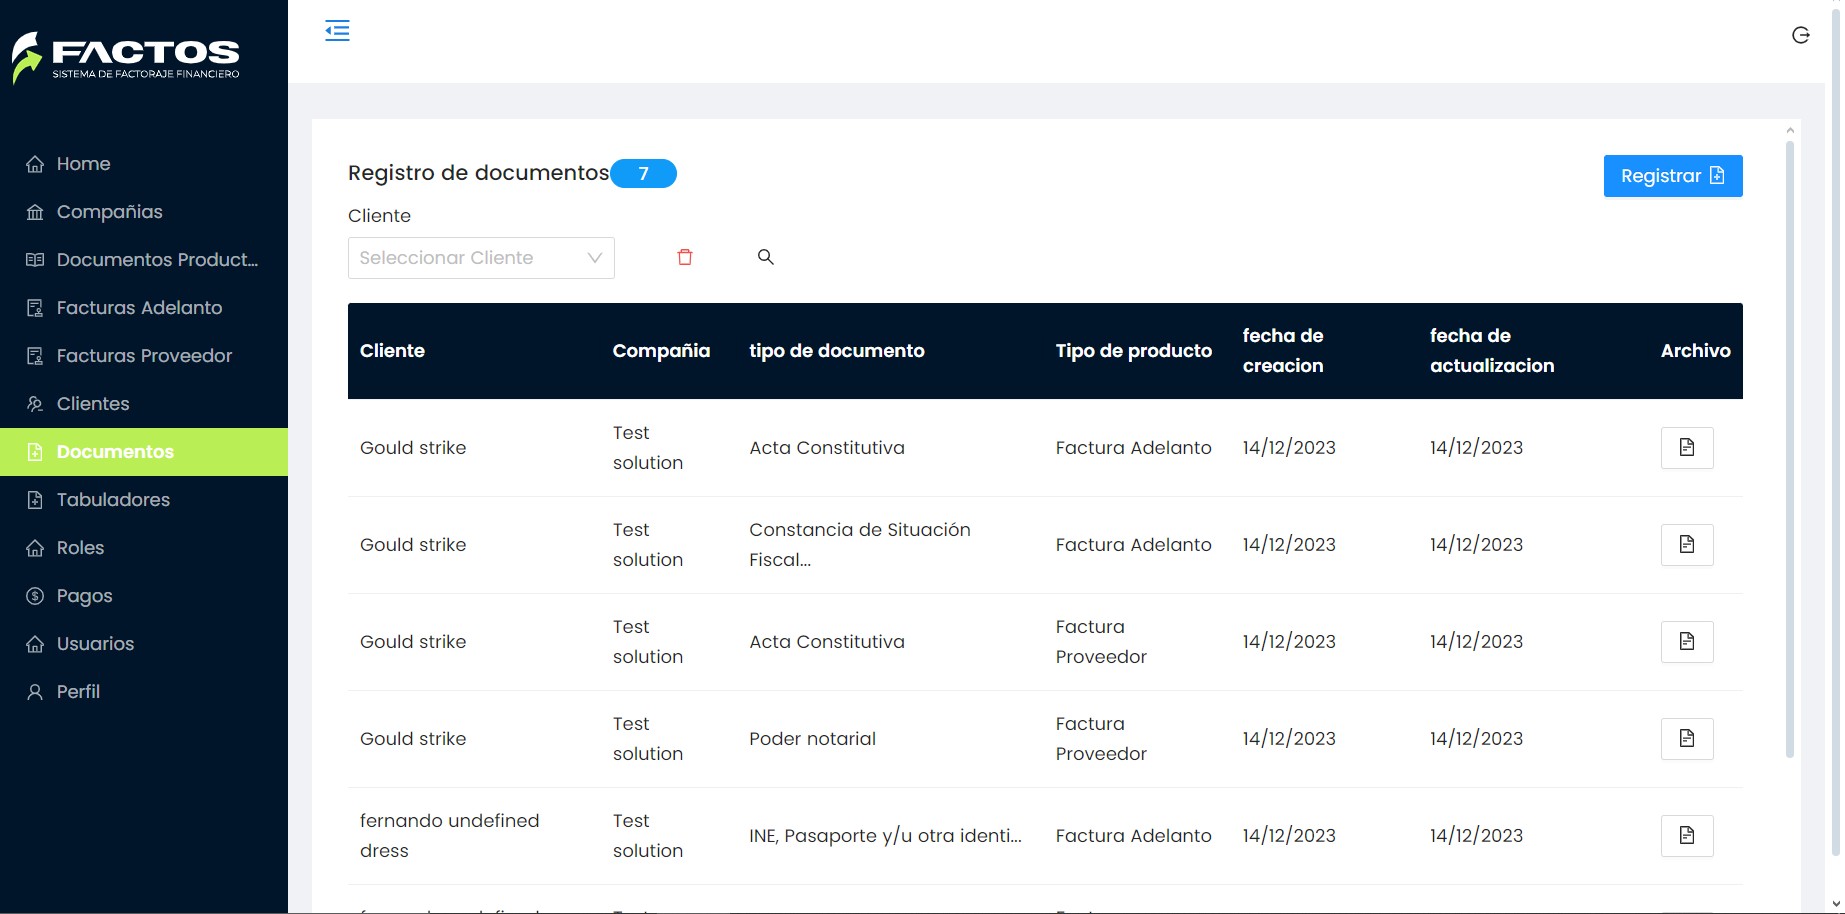 FACTOS
SISTEMA DE FACTORAJE FINANCIERO
Home
Compañias
Documentos Product...
Facturas Adelanto
Facturas Proveedor
Clientes
Documentos
Tabuladores
Roles
Pagos
Usuarios
Perfil
Registro de documentos 7
Registrar
Cliente
Seleccionar Cliente
Cliente Compañia tipo de documento Tipo de producto fecha de creacion fecha de actualizacion Archivo
Gould strike Test solution Acta Constitutiva Factura Adelanto 14/12/2023 14/12/2023
Gould strike Test solution Constancia de Situación Fiscal... Factura Adelanto 14/12/2023 14/12/2023
Gould strike Test solution Acta Constitutiva Factura Proveedor 14/12/2023 14/12/2023
Gould strike Test solution Poder notarial Factura Proveedor 14/12/2023 14/12/2023
fernando undefined dress Test solution INE, Pasaporte y/u otra identi... Factura Adelanto 14/12/2023 14/12/2023